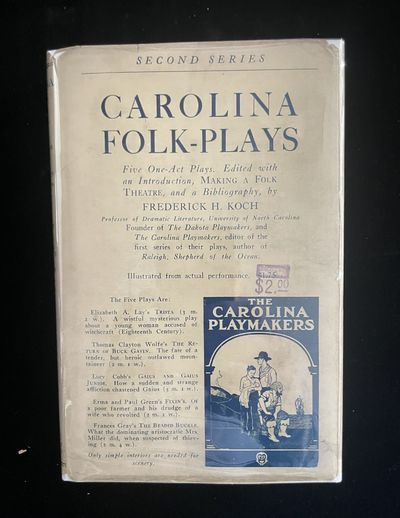 SECOND SERIES
CAROLINA
FOLK-PLAYS
Five One-Act Plays. Edited with
an Introduction, MAKING A FOLK
THEATRE, and a Bibliography, by
FREDERICK H. KOCH
Professor of Dramatic Literature, University of North Carolina
Founder of The Dakota Playmakers, and
The Carolina Playmakers, editor of the
first series of their plays, author of
Raleigh, Shepherd of the Ocean.
Illustrated from actual performance.
$2.00
The Five Plays Are:
Elizabeth A. Lay's TRISTA (3 m.
2 w.). A wistful mysterious play
about a young woman accused of
witchcraft (Eighteenth Century).
Thomas Clayton Wolfe's THE RE-
TURN OF BUCK GAVIN. The fate of a
tender, but heroic outlawed moun-
taineer (2 m. 1 w.).
Lucy Cobb's GAIUS AND GAIUS
JUNIOR. How a sudden and strange
affliction chastened Gaius
Erma and Paul Green's FIXIN'S. Of
a poor farmer and his drudge of a
wife who revolted (2 m. 1 w.).
Frances Gray's THE BEADED BUCKLE.
What the dominating aristocratic Mrs.
Miller did, when suspected of thiev-
ing (2 m. 4 w.).
Only simple interiors are needed for
scenery.
THE
CAROLINA
PLAYMAKERS